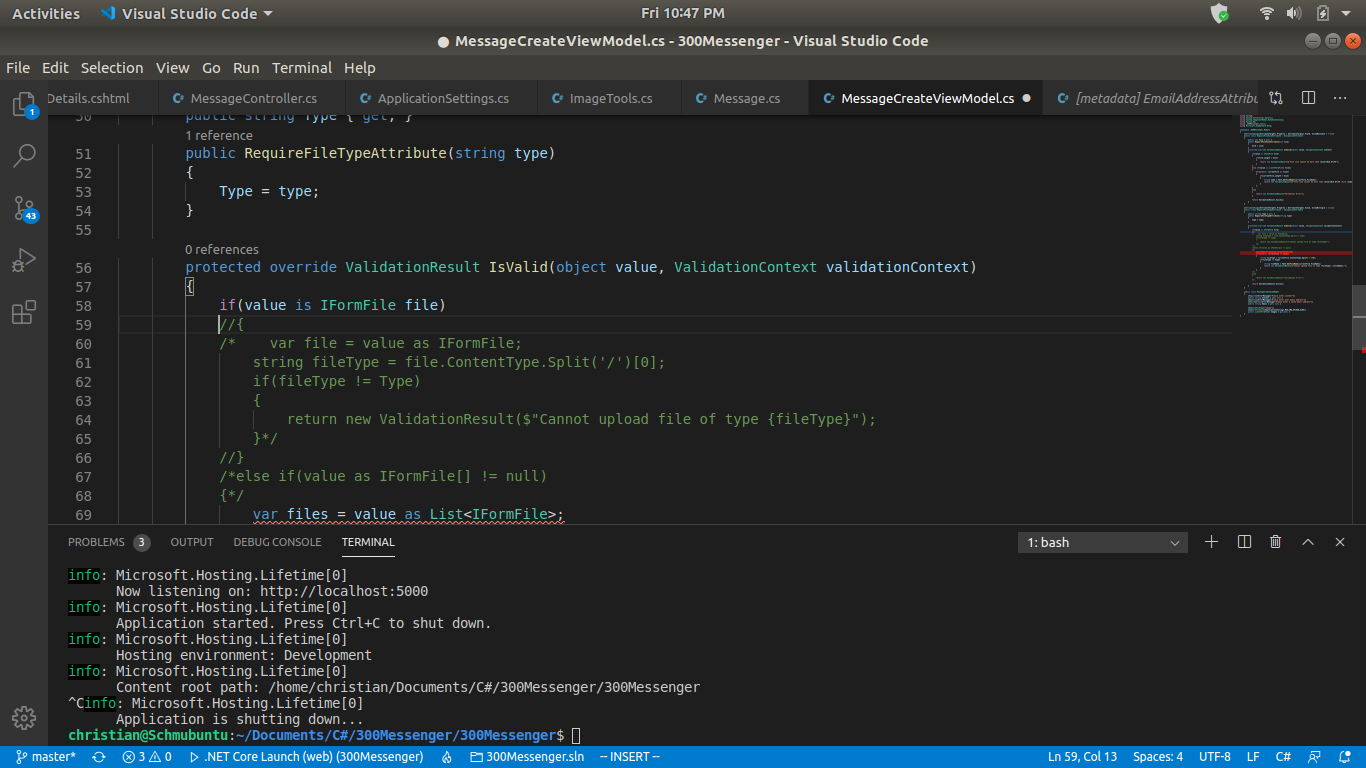 Activities Visual Studio Code Fri 10:47 PM
● MessageCreateViewModel.cs - 300Messenger - Visual Studio Code
File Edit Selection View Go Run Terminal Help
Details.cshtml MessageController.cs ApplicationSettings.cs ImageTools.cs Message.cs MessageCreateViewModel.cs [metadata] EmailAddressAttribu
1
43
50 public string Type { get; }
1 reference
51 public RequireFileTypeAttribute(string type)
52 {
53 Type = type;
54 }
55
0 references
56 protected override ValidationResult IsValid(object value, ValidationContext validationContext)
57 {
58 if(value is IFormFile file)
59 //{
60 /* var file = value as IFormFile;
61 string fileType = file.ContentType.Split('/')[0];
62 if(fileType != Type)
63 {
64 return new ValidationResult($"Cannot upload file of type {fileType}");
65 }*/
66 //}
67 /*else if(value as IFormFile[] != null)
68 {*/
69 var files = value as List<IFormFile>;
PROBLEMS 3 OUTPUT DEBUG CONSOLE TERMINAL 1: bash
info: Microsoft.Hosting.Lifetime[0]
Now listening on: http://localhost:5000
info: Microsoft.Hosting.Lifetime[0]
Application started. Press Ctrl+C to shut down.
info: Microsoft.Hosting.Lifetime[0]
Hosting environment: Development
info: Microsoft.Hosting.Lifetime[0]
Content root path: /home/christian/Documents/C#/300Messenger/300Messenger
^Cinfo: Microsoft.Hosting.Lifetime[0]
Application is shutting down...
christian@Schmubuntu:~/Documents/C#/300Messenger/300Messenger$
master* 3 0 .NET Core Launch (web) (300Messenger) 300Messenger.sln -- INSERT -- Ln 59, Col 13 Spaces: 4 UTF-8 LF C#